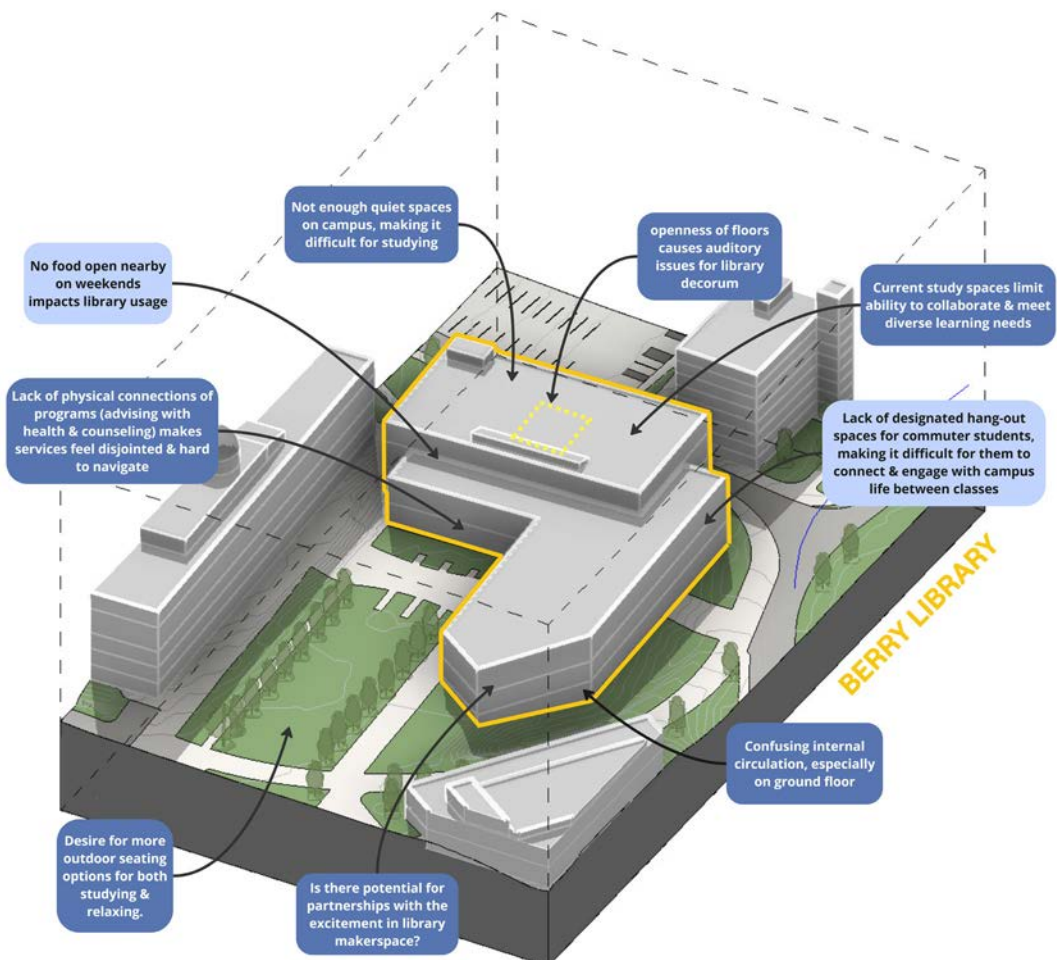 Not enough quiet spaces
on campus, making it
difficult for studying
openness of floors
causes auditory
issues for library
decorum
No food open nearby
on weekends
impacts library usage
Current study spaces limit
ability to collaborate & meet
diverse learning needs
Lack of physical connections of
programs (advising with
health & counseling) makes
services feel disjointed & hard
to navigate
Lack of designated hang-out
spaces for commuter students,
making it difficult for them to
connect & engage with campus
life between classes
BERRY LIBRARY
Confusing internal
circulation, especially
on ground floor
Desire for more
outdoor seating
options for both
studying &
relaxing.
Is there potential for
partnerships with the
excitement in library
makerspace?